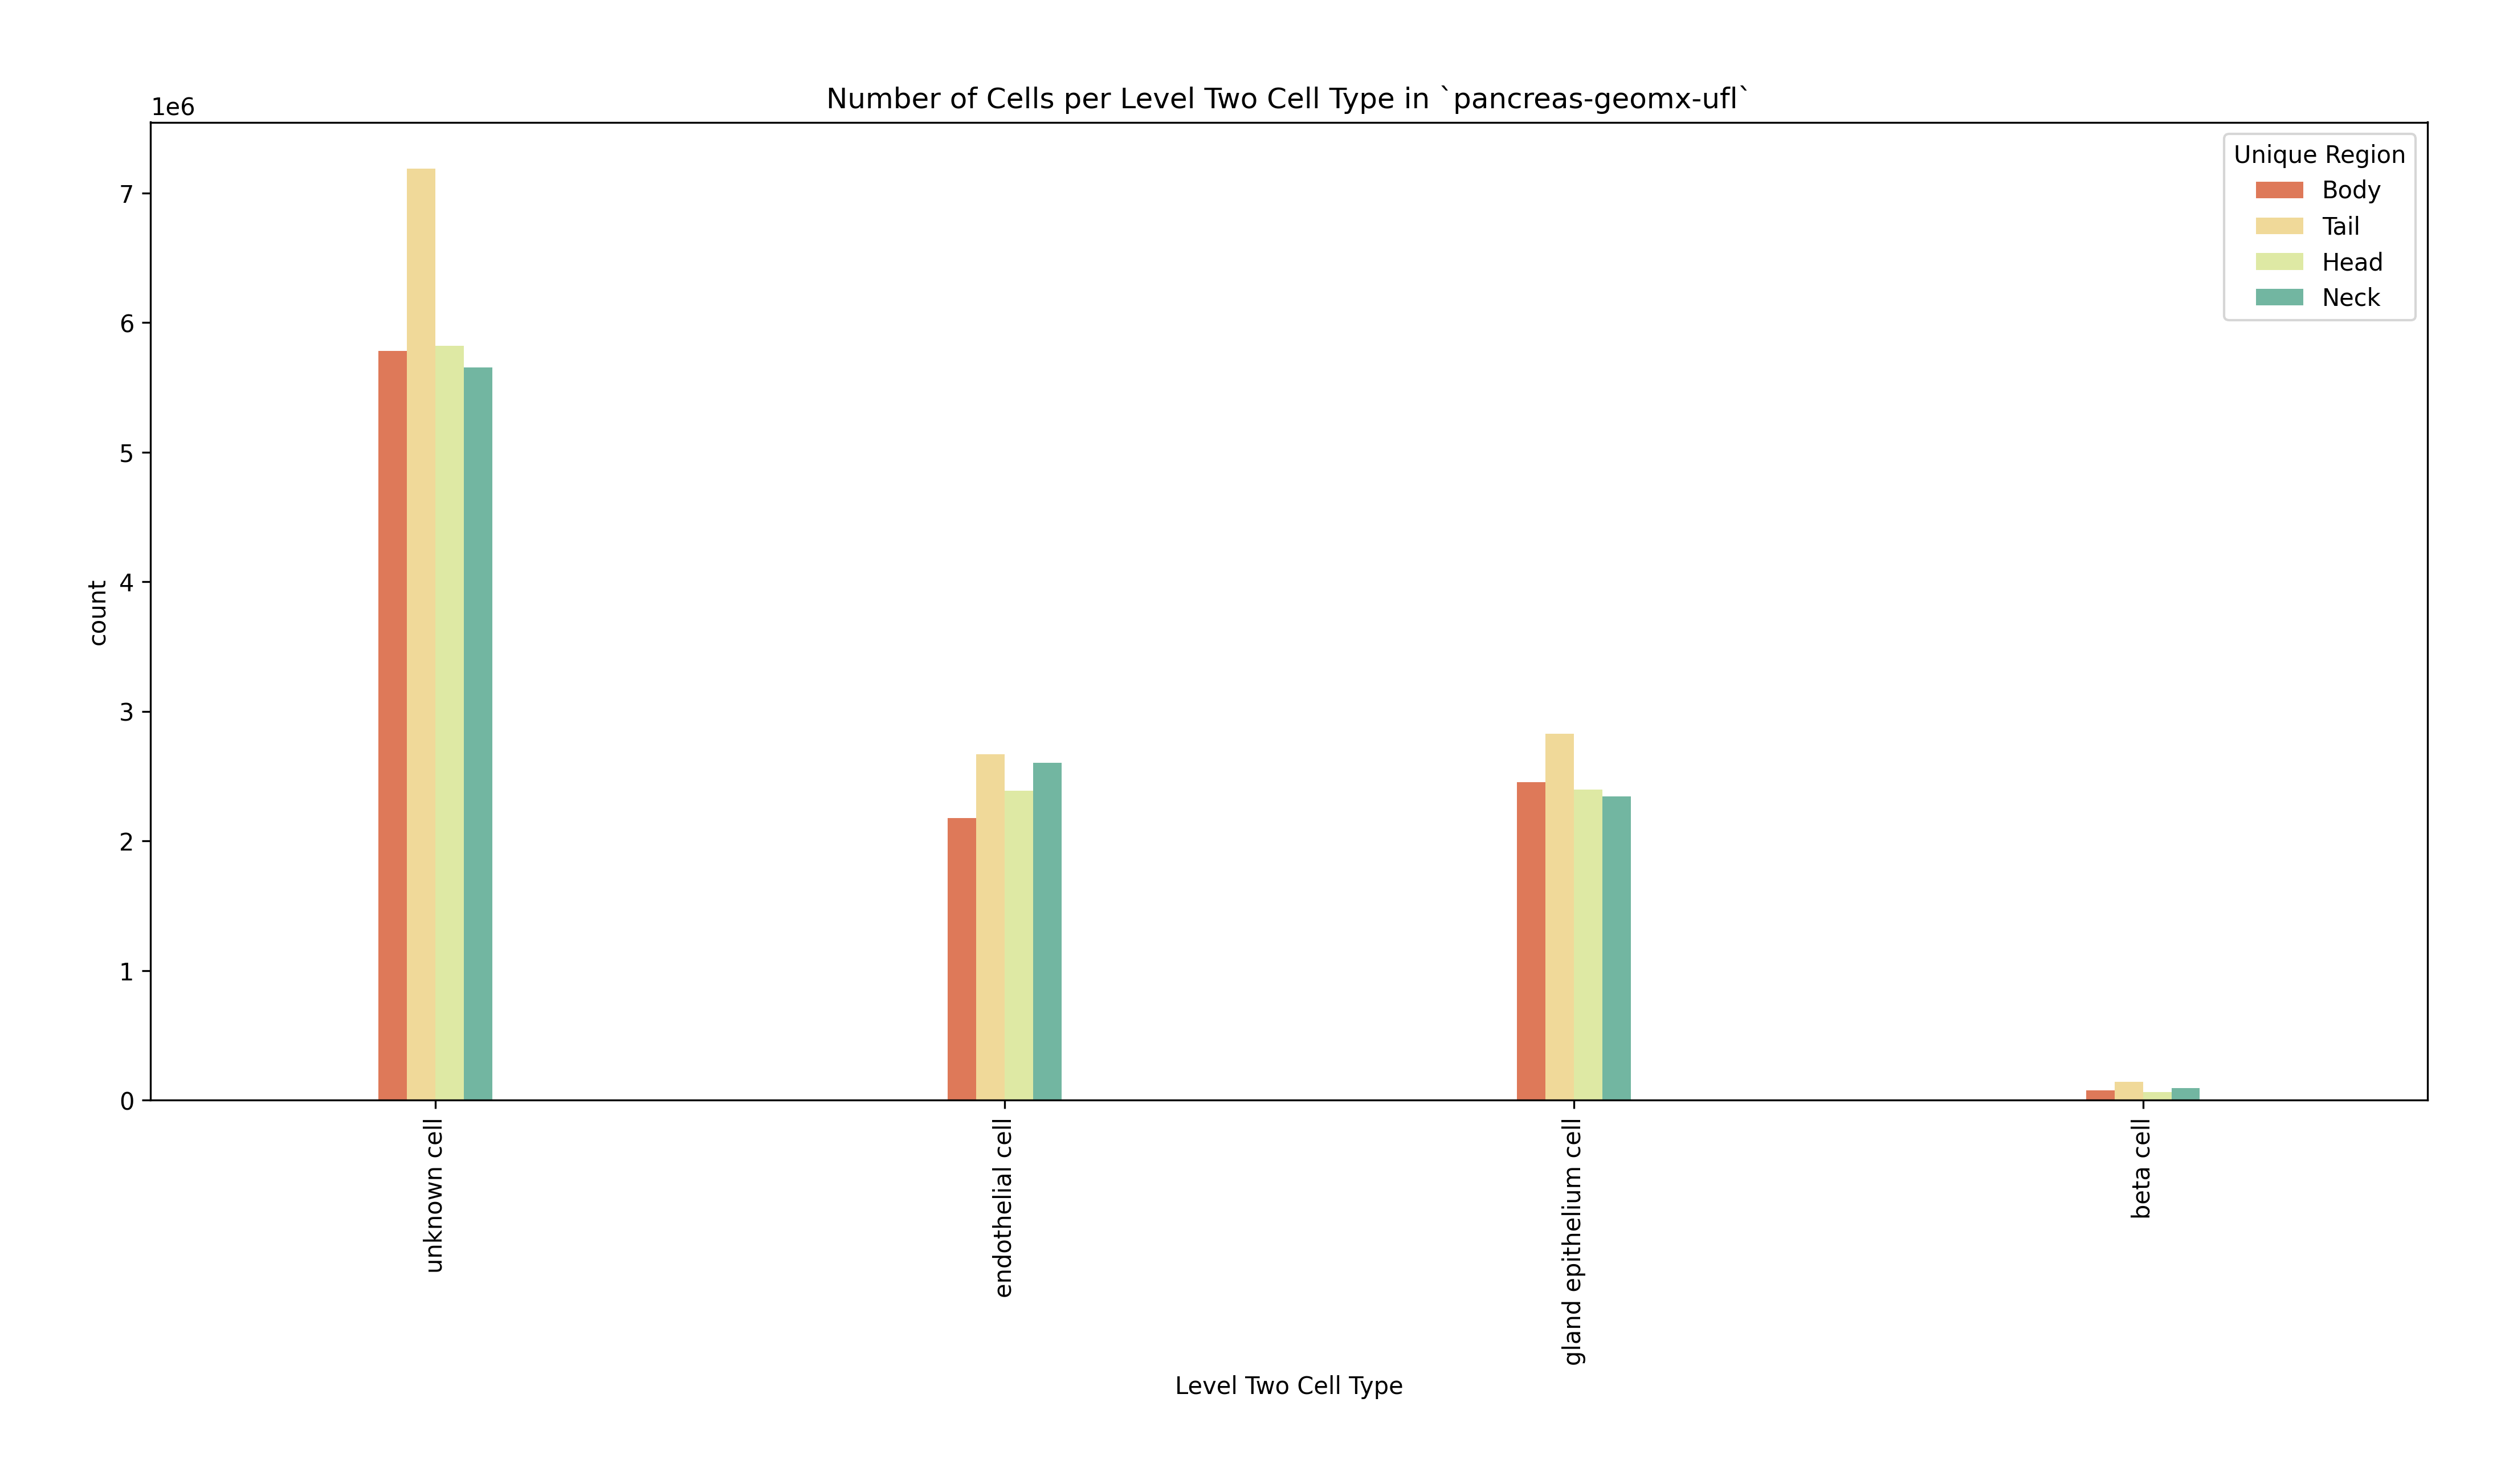 Number of Cells per Level Two Cell Type in `pancreas-geomx-ufl`
1e6
Unique Region
Body
Tail
Head
Neck
7
6
5
4
3
2
1
0
count
unknown cell
endothelial cell
gland epithelium cell
beta cell
Level Two Cell Type